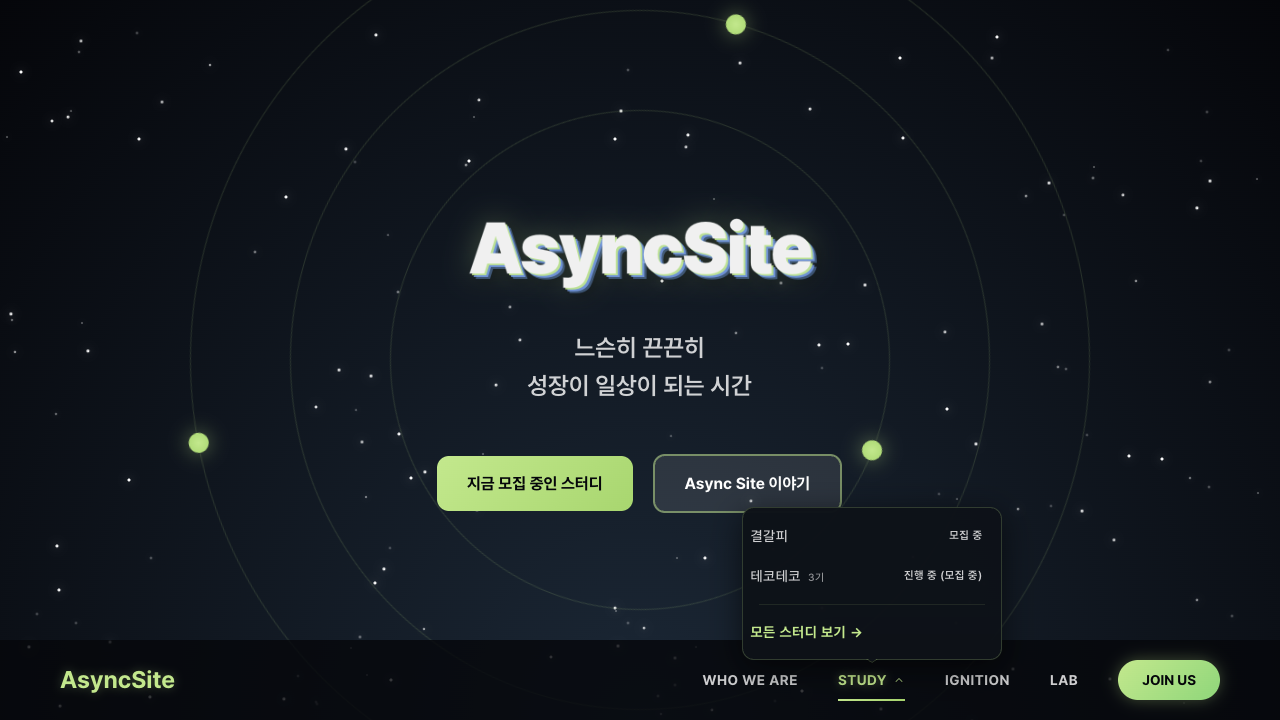 AsyncSite
느슨히 끈끈히
성장이 일상이 되는 시간
지금 모집 중인 스터디
Async Site 이야기
결갈피 모집 중
테코테코 3기 진행 중 (모집 중)
모든 스터디 보기 →
AsyncSite
WHO WE ARE
STUDY
IGNITION
LAB
JOIN US